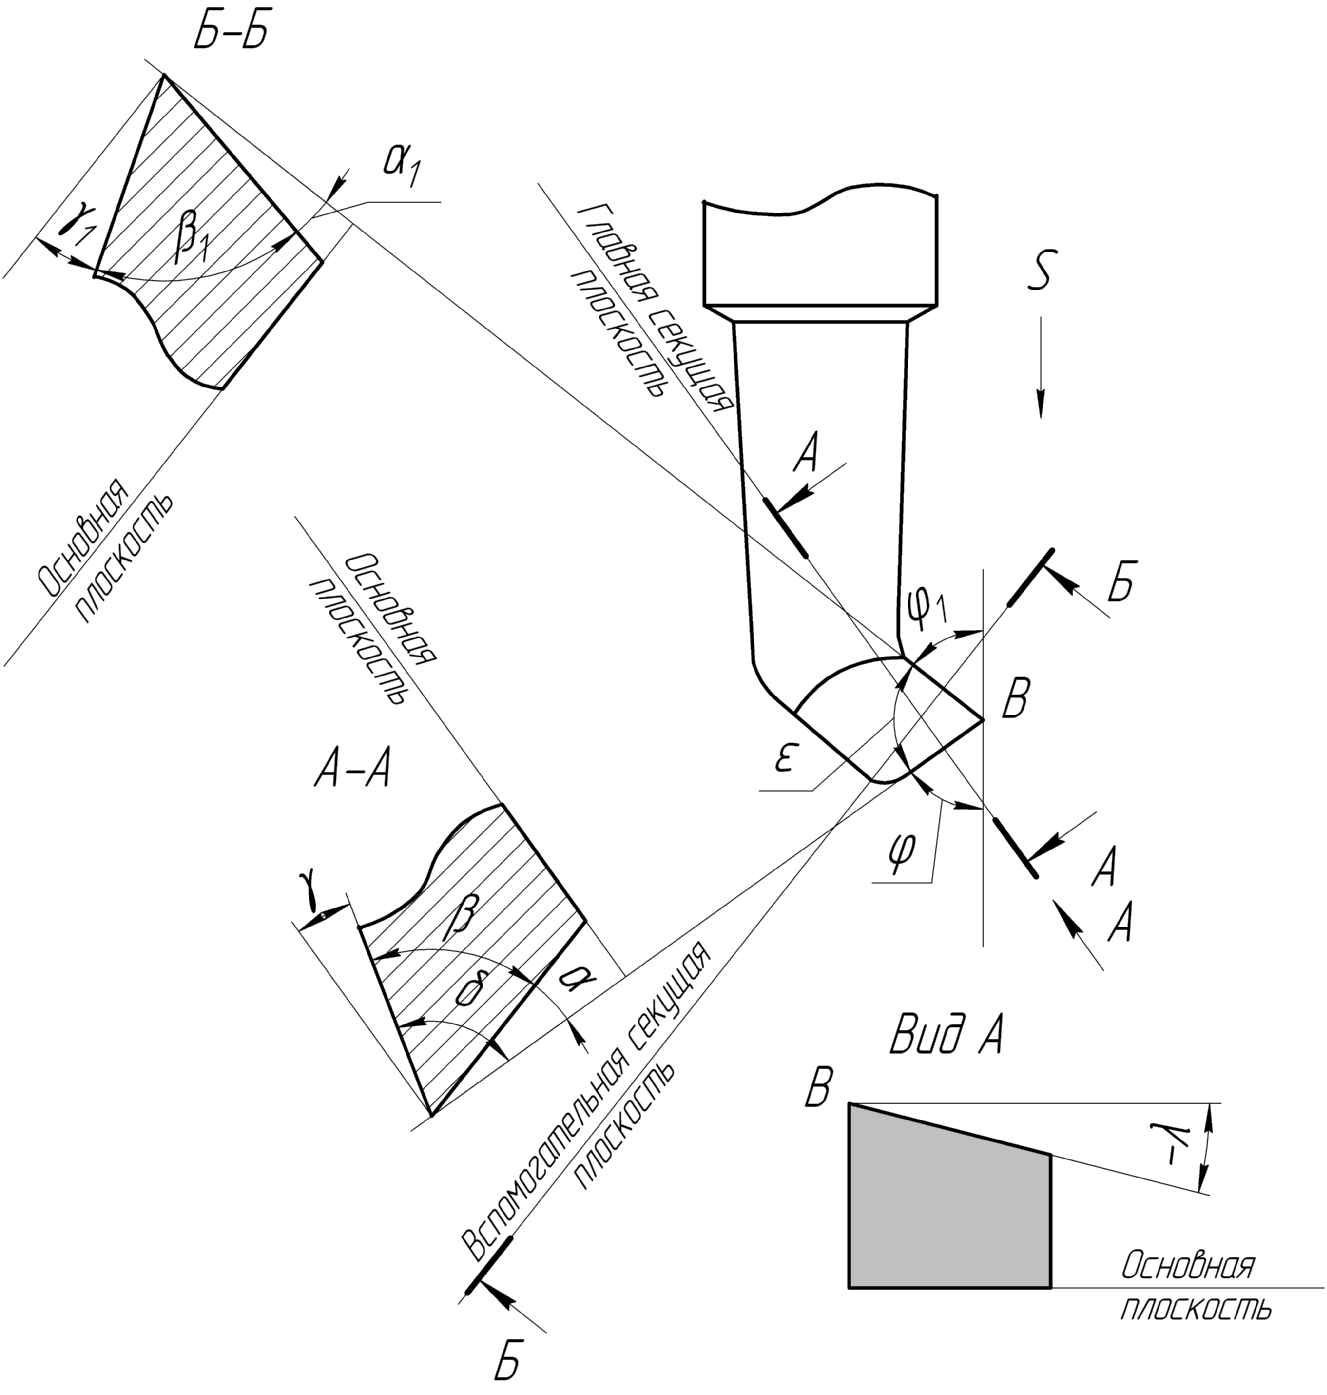 Б-Б
α1
γ1
β1
Главная секущая
плоскость
S
А
Основная
плоскость
Б
φ1
Основная
плоскость
В
ε
А-А
φ
А
А
γ
β
δ
α
Вспомогательная секущая
плоскость
Вид А
В
-λ
Основная
плоскость
Б